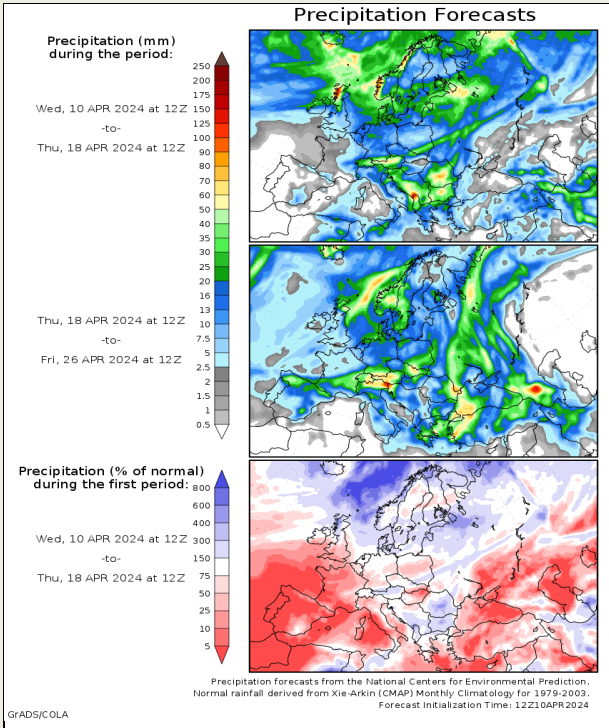 Precipitation Forecasts
Precipitation (mm)
during the period:
Wed, 10 APR 2024 at 12Z
-to-
Thu, 18 APR 2024 at 12Z
250
200
175
150
125
100
90
80
70
60
50
40
35
30
25
20
16
13
10
7.5
5
2.5
2
1.5
1
0.5
Thu, 18 APR 2024 at 12Z
-to-
Fri, 26 APR 2024 at 12Z
Precipitation (% of normal)
during the first period:
Wed, 10 APR 2024 at 12Z
-to-
Thu, 18 APR 2024 at 12Z
800
600
400
300
150
75
50
25
10
5
Precipitation forecasts from the National Centers for Environmental Prediction.
Normal rainfall derived from Xie-Arkin (CMAP) Monthly Climatology for 1979-2003.
Forecast Initialization Time: 12Z10APR2024
GrADS/COLA